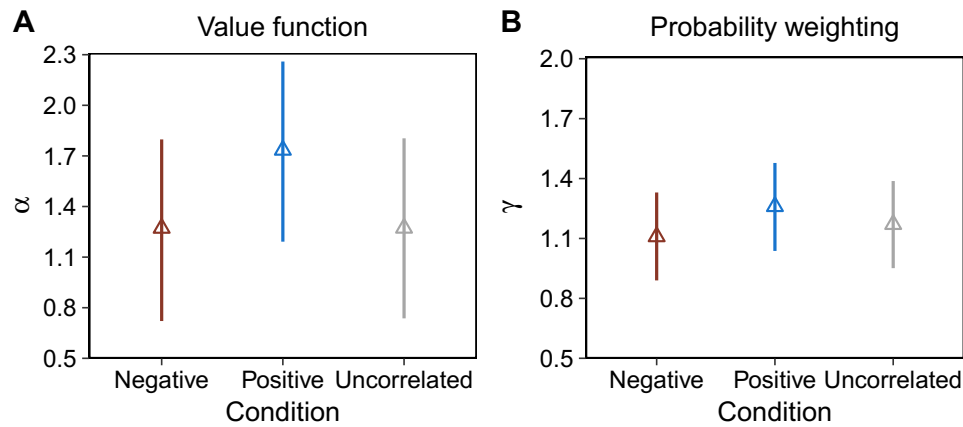 A
Value function
α
2.3
2.0
1.7
1.4
1.1
0.8
0.5
Negative
Positive
Uncorrelated
Condition
B
Probability weighting
γ
2.0
1.7
1.4
1.1
0.8
0.5
Negative
Positive
Uncorrelated
Condition